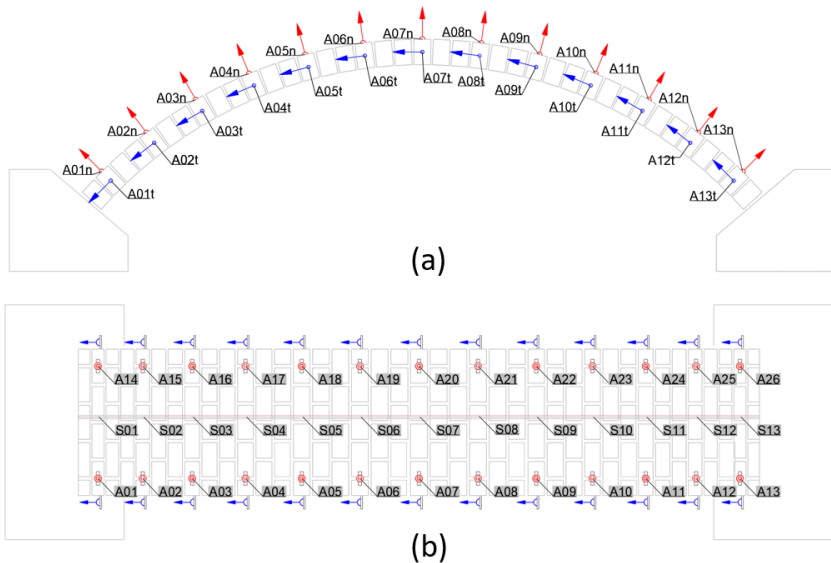 A07n
A06n A08n
A05n A09n
A04n A10n
A03n A11n
A02n A12n
A01n A13n
A07t
A06t A08t
A05t A09t
A04t A10t
A03t A11t
A02t A12t
A01t A13t
(a)
A14 A15 A16 A17 A18 A19 A20 A21 A22 A23 A24 A25 A26
S01 S02 S03 S04 S05 S06 S07 S08 S09 S10 S11 S12 S13
A01 A02 A03 A04 A05 A06 A07 A08 A09 A10 A11 A12 A13
(b)